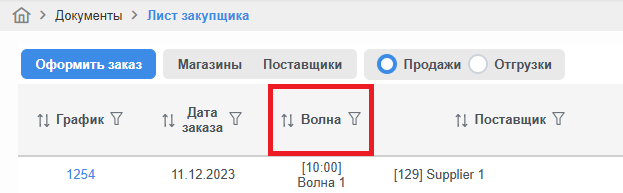 Документы > Лист закупщика
Оформить заказ Магазины Поставщики Продажи Отгрузки
График Дата заказа Волна Поставщик
1254 11.12.2023 [10:00] Волна 1 [129] Supplier 1